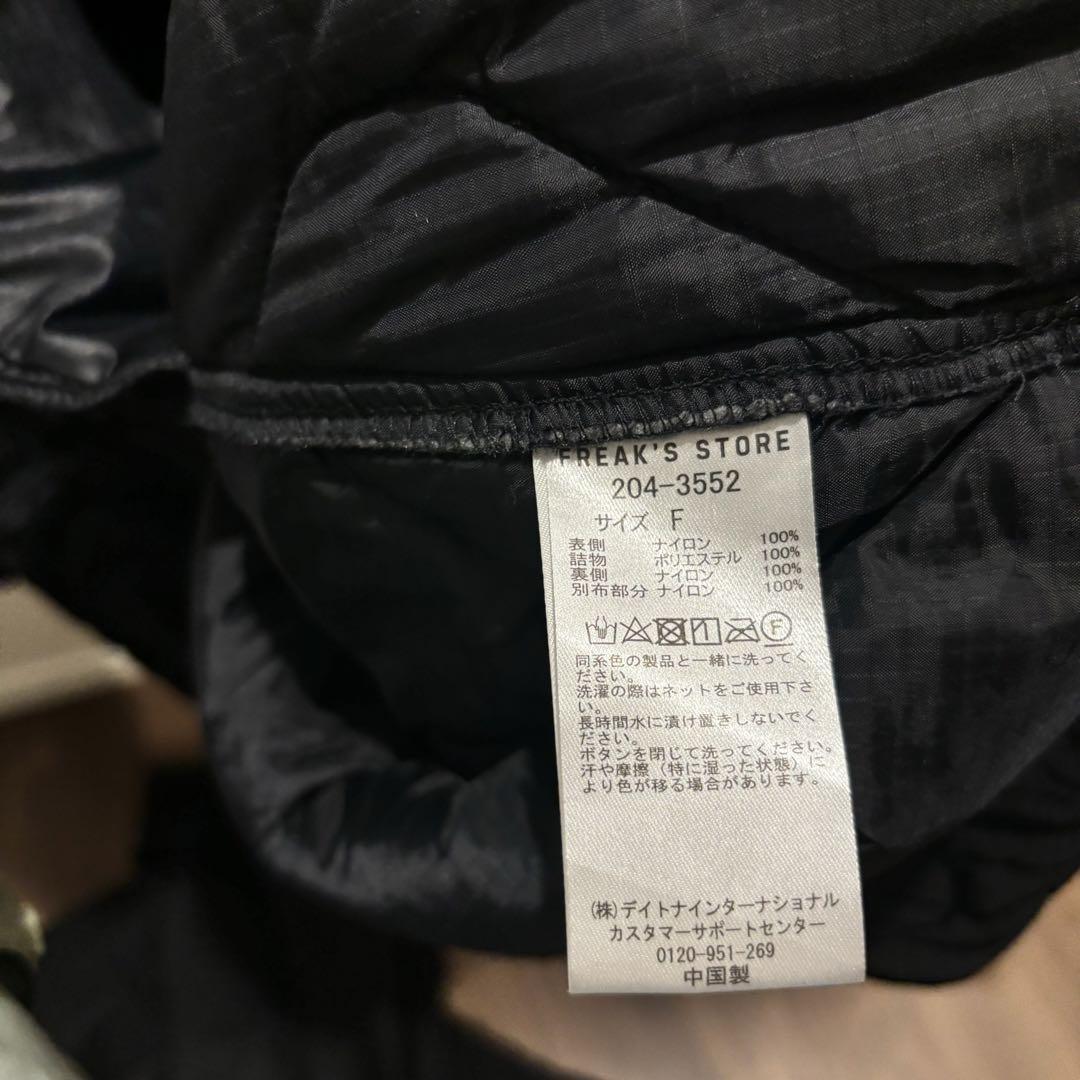 FREAK'S STORE
204-3552
サイズ F
表側 ナイロン 100%
詰物 ポリエステル 100%
裏側 ナイロン 100%
別布部分 ナイロン 100%
F
同系色の製品と一緒に洗ってく
ださい。
洗濯の際はネットをご使用下さ
い。
長時間水に漬け置きしないでく
ださい。
ボタンを閉じて洗ってください。
汗や摩擦（特に湿った状態）に
より色が移る場合があります。
(株)デイトナインターナショナル
カスタマーサポートセンター
0120-951-269
中国製